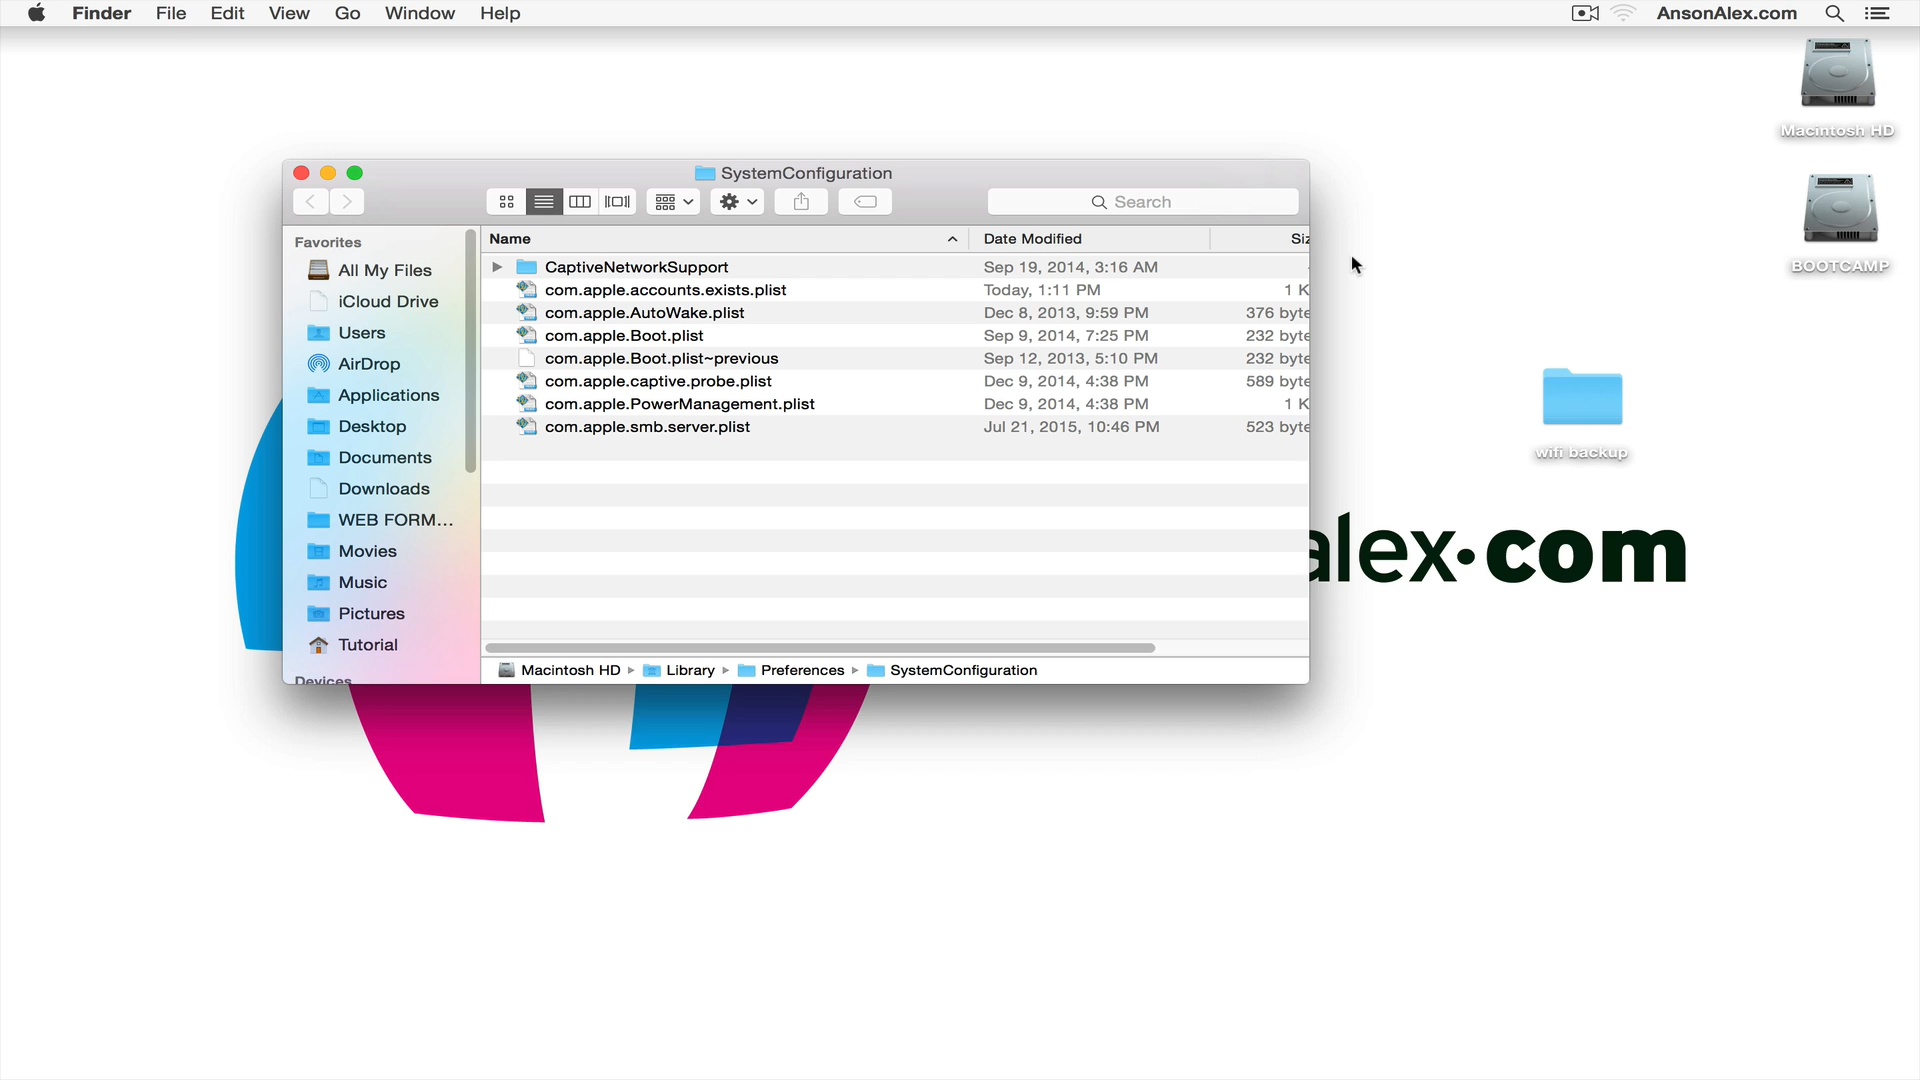 Finder File Edit View Go Window Help AnsonAlex.com
Macintosh HD
BOOTCAMP
wifi backup
alex.com
SystemConfiguration
Search
Favorites
All My Files
iCloud Drive
Users
AirDrop
Applications
Desktop
Documents
Downloads
WEB FORM...
Movies
Music
Pictures
Tutorial
Devices
Name Date Modified Siz
CaptiveNetworkSupport Sep 19, 2014, 3:16 AM
com.apple.accounts.exists.plist Today, 1:11 PM 1 K
com.apple.AutoWake.plist Dec 8, 2013, 9:59 PM 376 byte
com.apple.Boot.plist Sep 9, 2014, 7:25 PM 232 byte
com.apple.Boot.plist~previous Sep 12, 2013, 5:10 PM 232 byte
com.apple.captive.probe.plist Dec 9, 2014, 4:38 PM 589 byte
com.apple.PowerManagement.plist Dec 9, 2014, 4:38 PM 1 K
com.apple.smb.server.plist Jul 21, 2015, 10:46 PM 523 byte
Macintosh HD ▸ Library ▸ Preferences ▸ SystemConfiguration